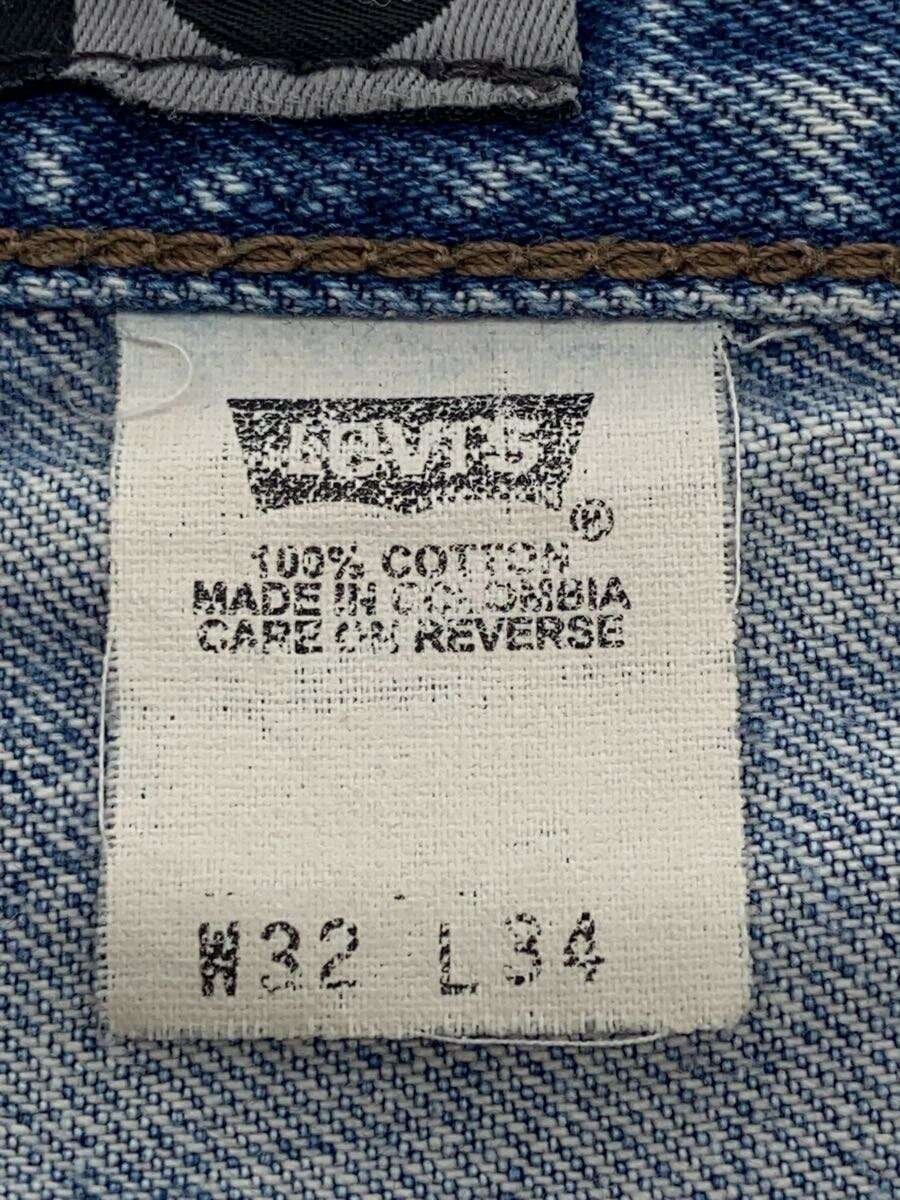 LEVI'S
®
100% COTTON
MADE IN COLOMBIA
CARE ON REVERSE
W32 L34